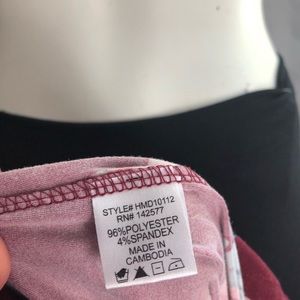 STYLE# HMD10112
RN# 142577
96%POLYESTER
4%SPANDEX
MADE IN
CAMBODIA